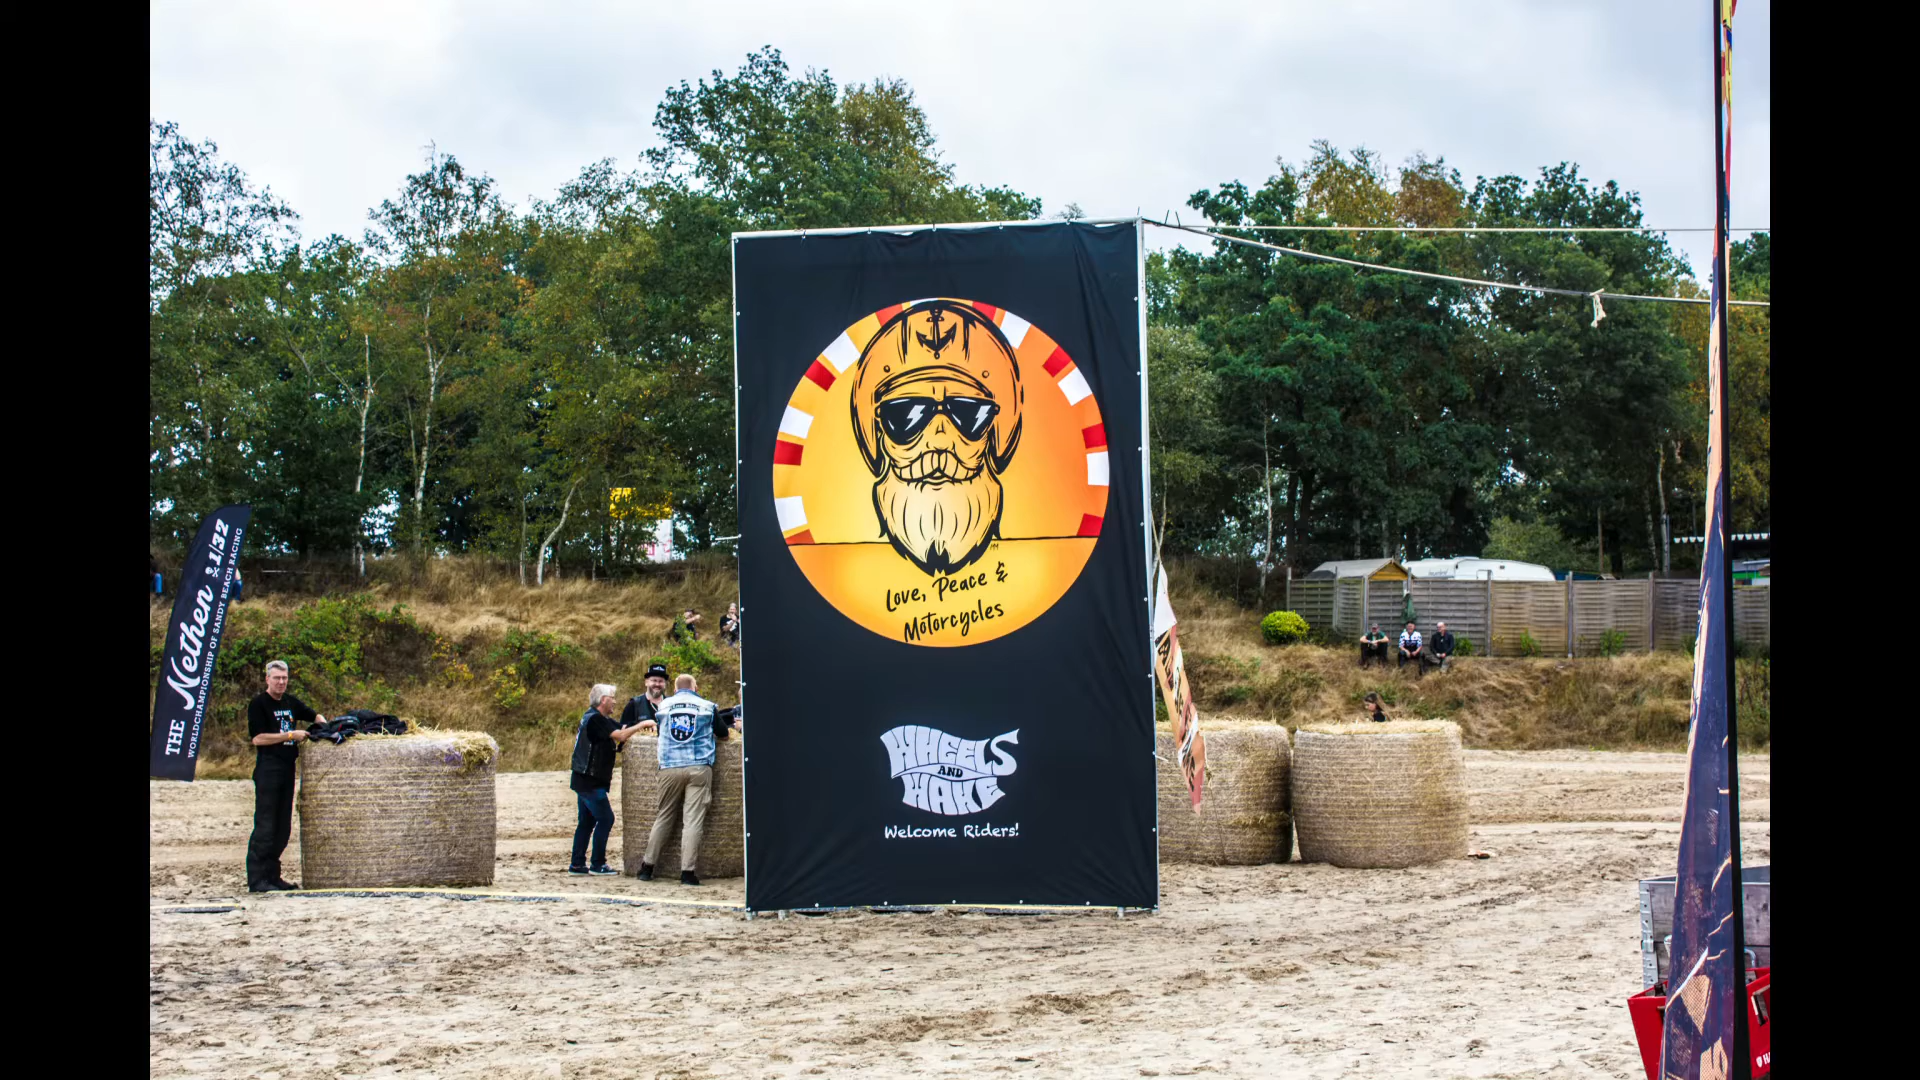 THE Nethen 1/32
WORLDCHAMPIONSHIP OF SANDY BEACH RACING
Love, Peace &
Motorcycles
WHEELS
AND
WAKE
Welcome Riders!